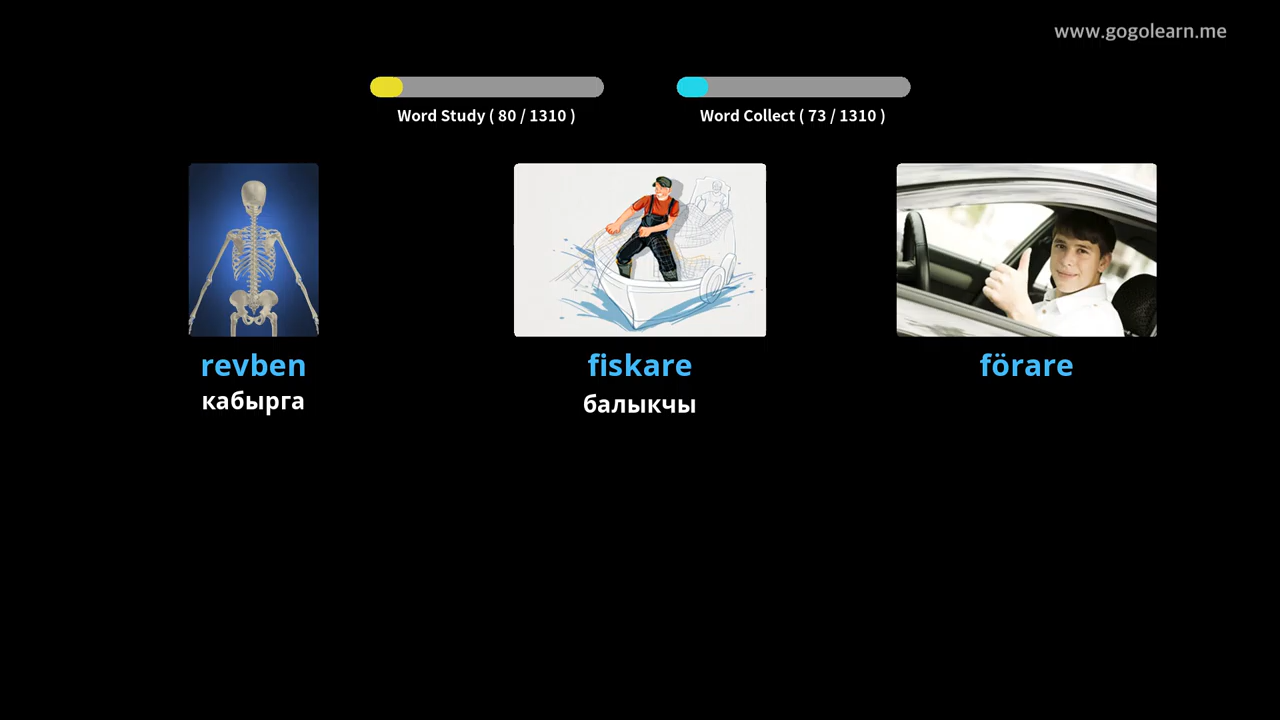 www.gogolearn.me
Word Study ( 80 / 1310 )
Word Collect ( 73 / 1310 )
revben
кабырга
fiskare
балыкчы
förare